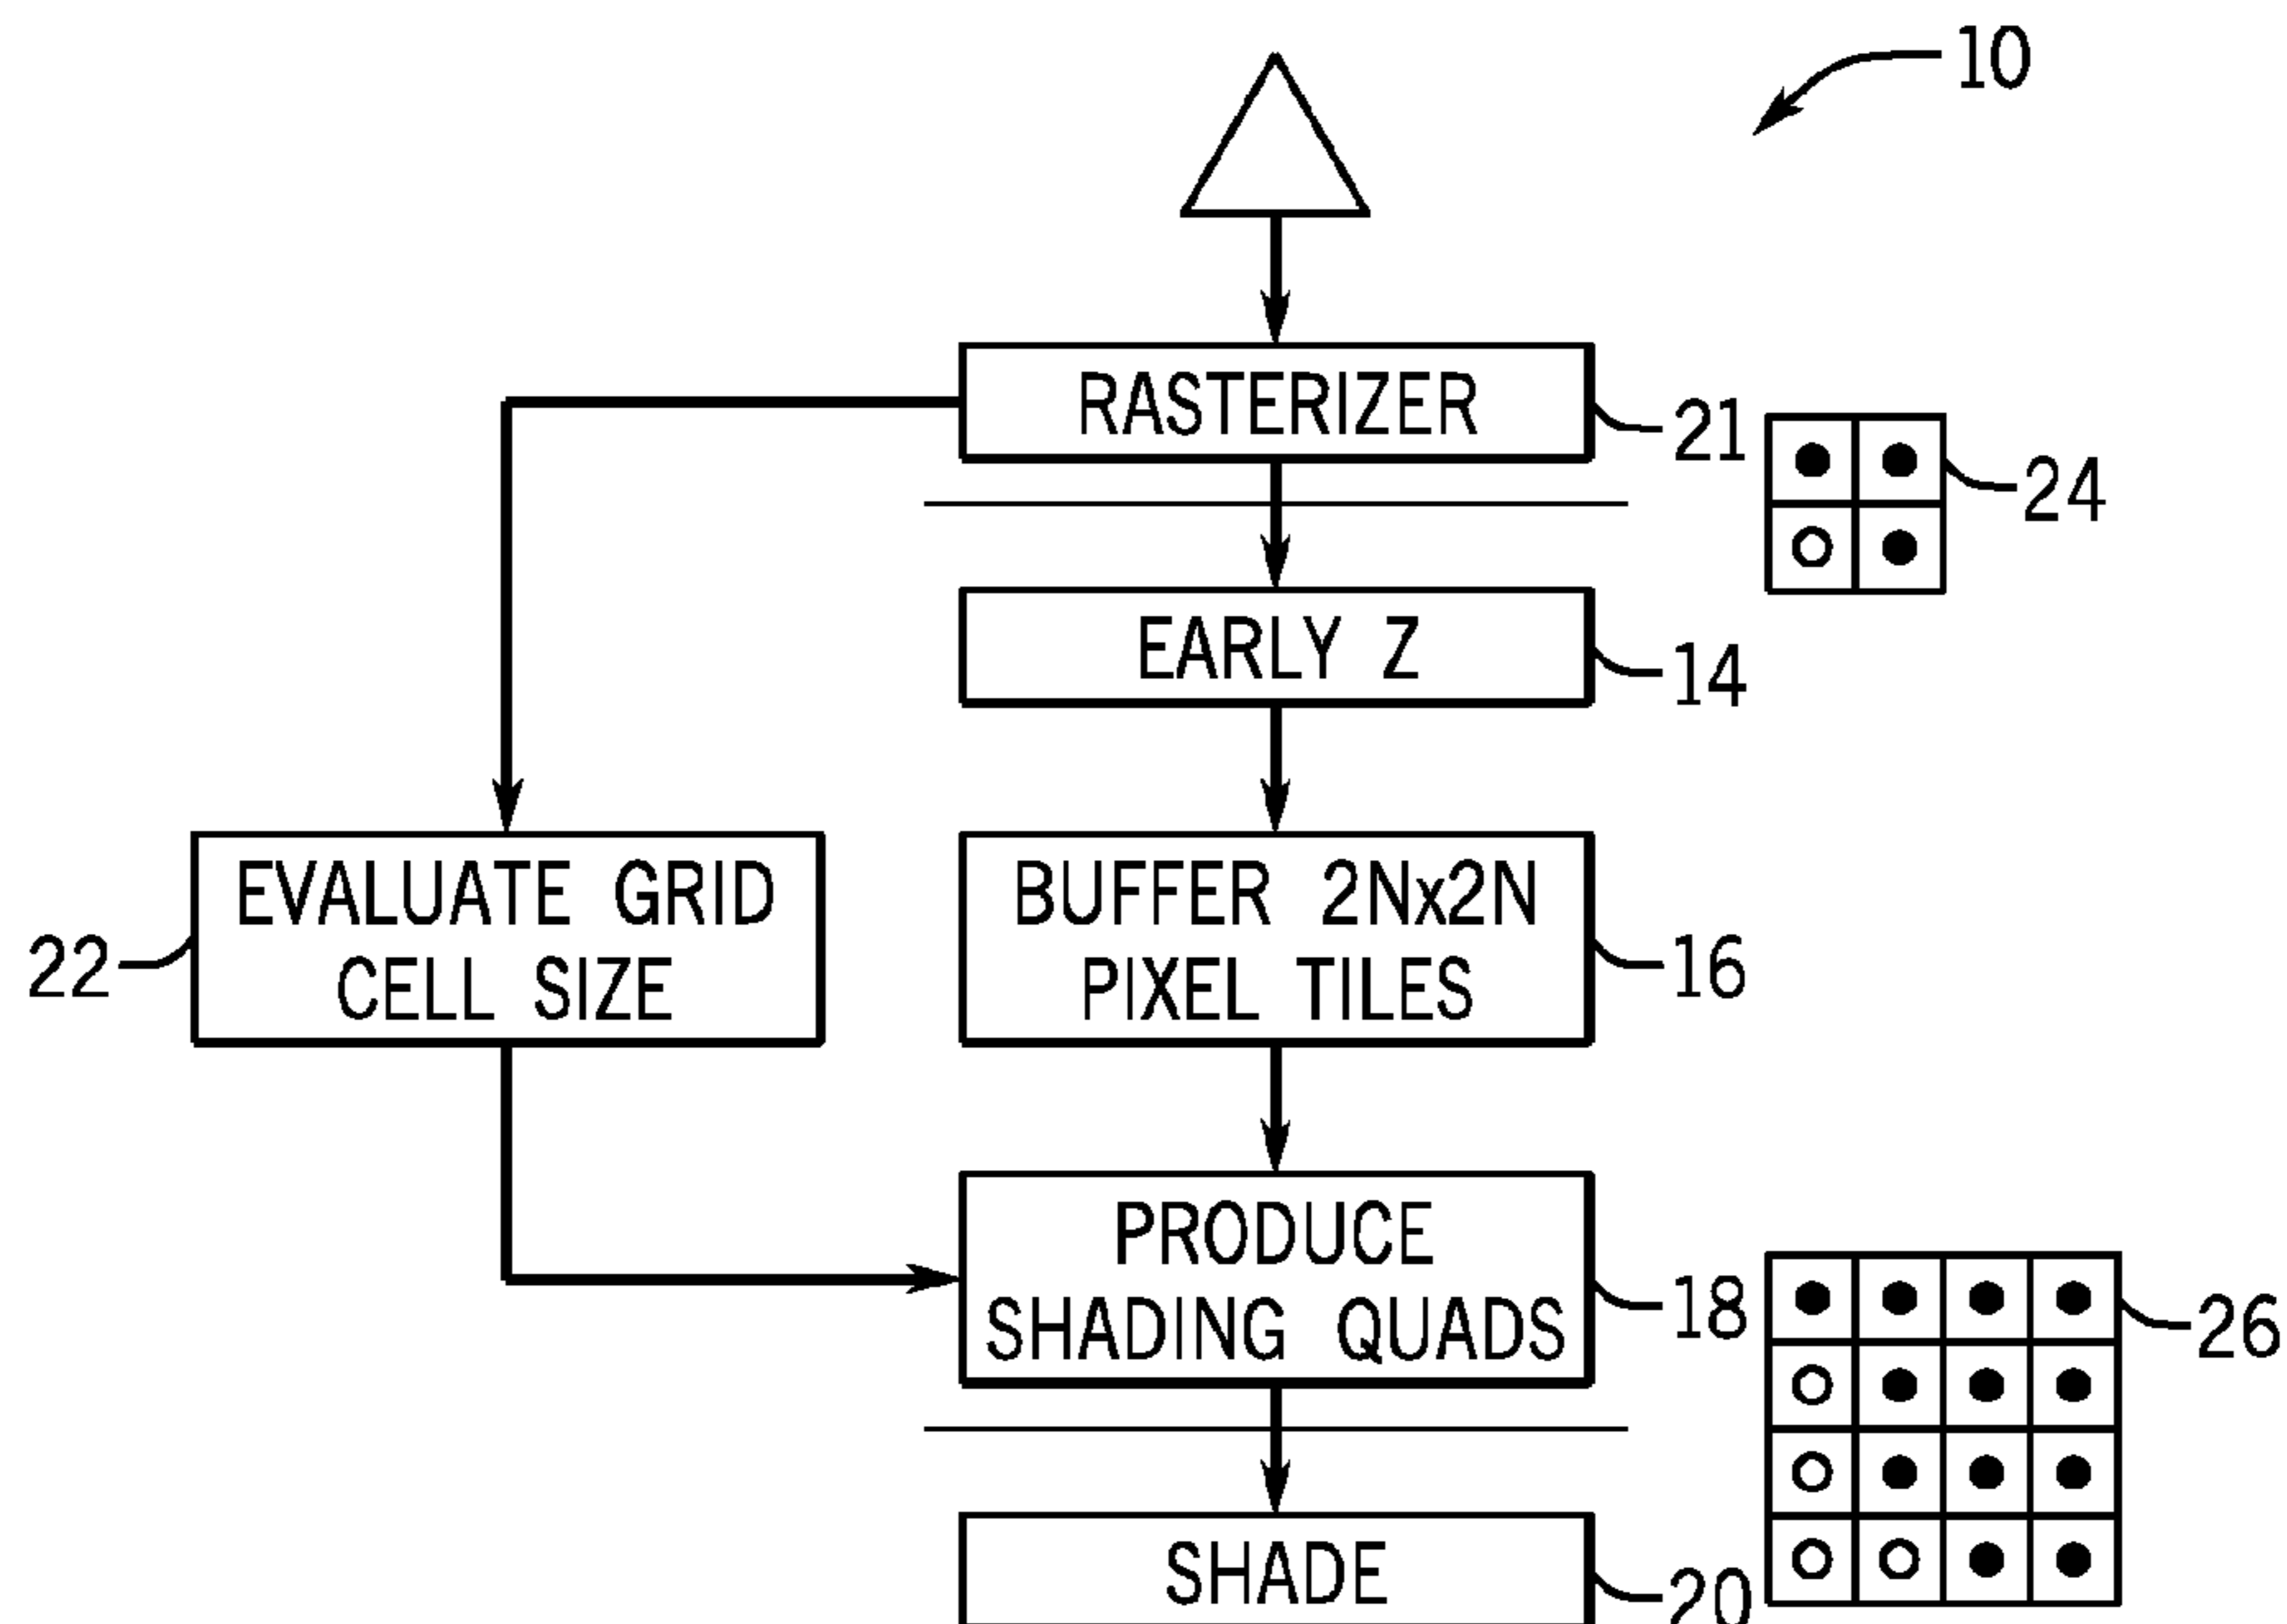 10
RASTERIZER
21
24
EARLY Z
14
EVALUATE GRID
CELL SIZE
22
BUFFER 2Nx2N
PIXEL TILES
16
PRODUCE
SHADING QUADS
18
26
SHADE
20